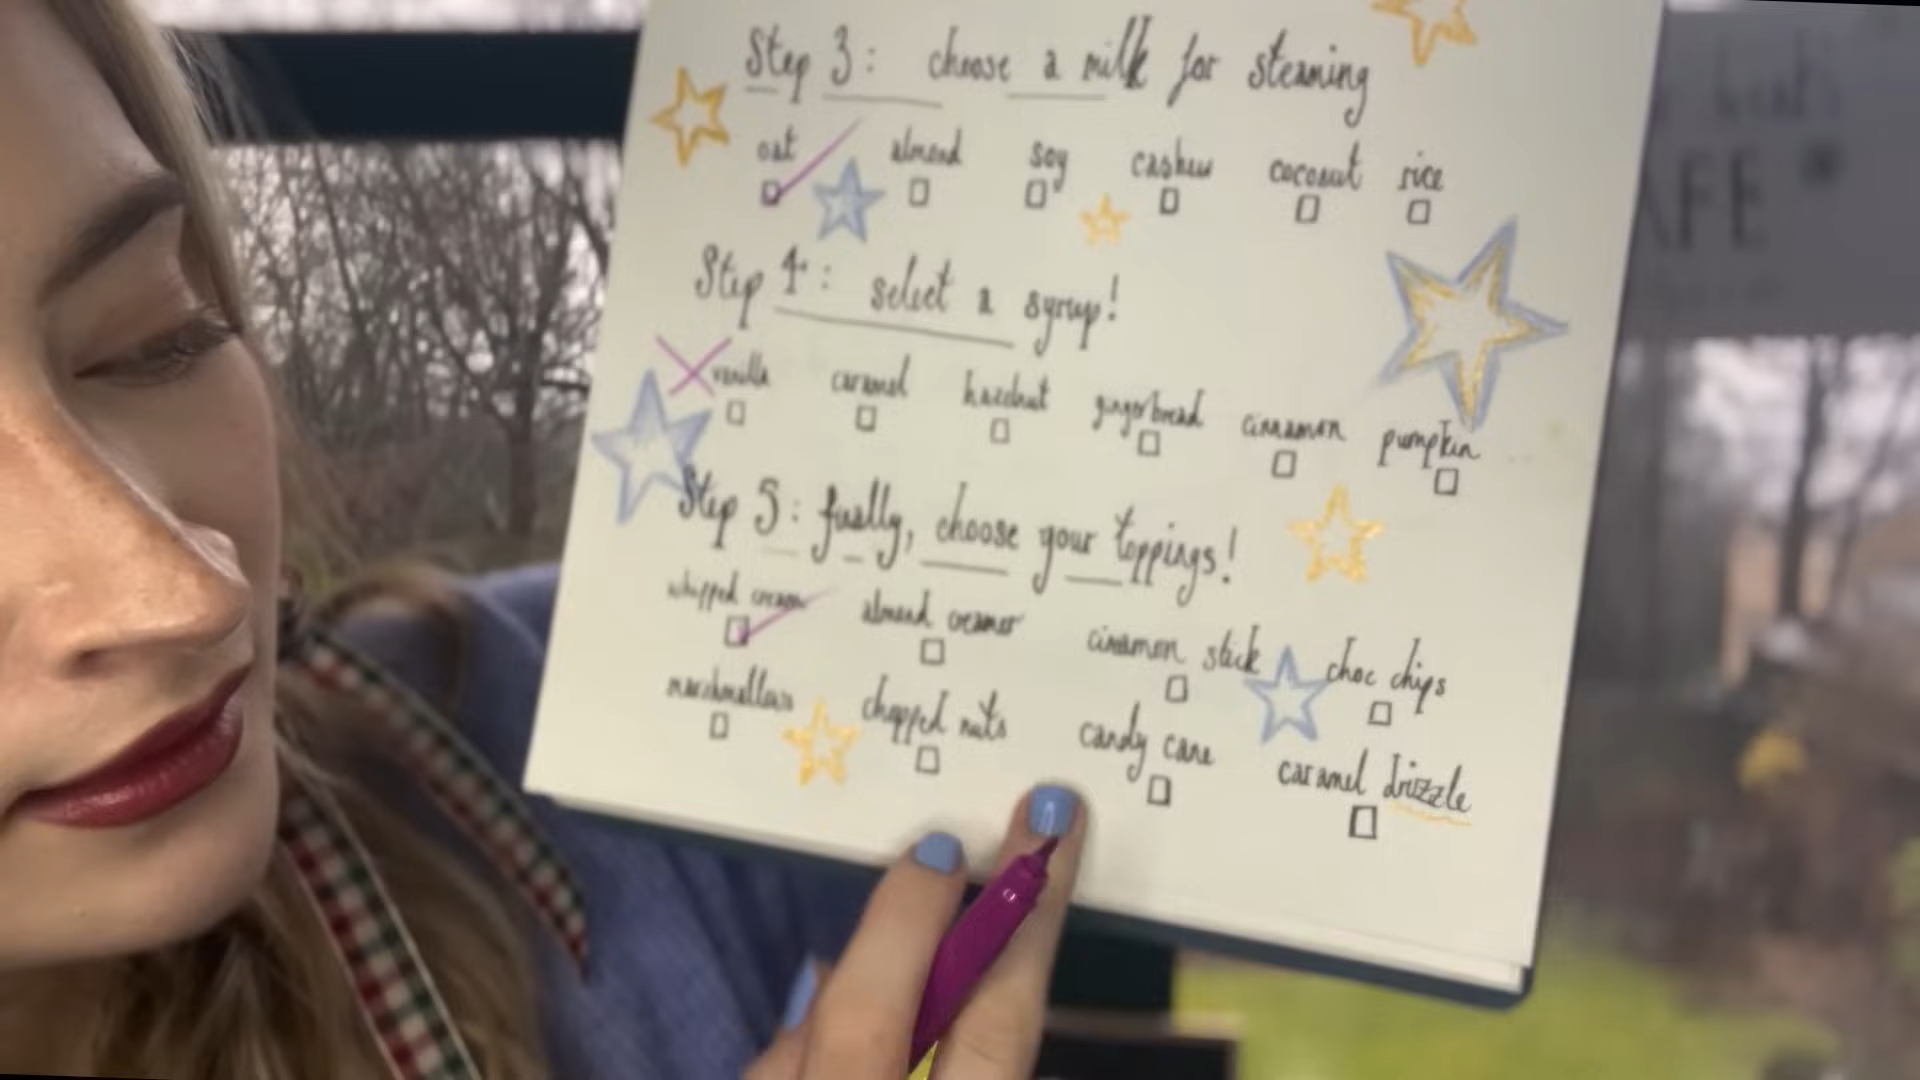 Step 3: choose a milk for steaming
oat almond soy cashew coconut rice
Step 4: select a syrup!
vanilla caramel hazelnut gingerbread cinnamon pumpkin
Step 5: finally, choose your toppings!
whipped cream almond creamer cinnamon stick choc chips
marshmallows chopped nuts candy cane caramel drizzle
AFE